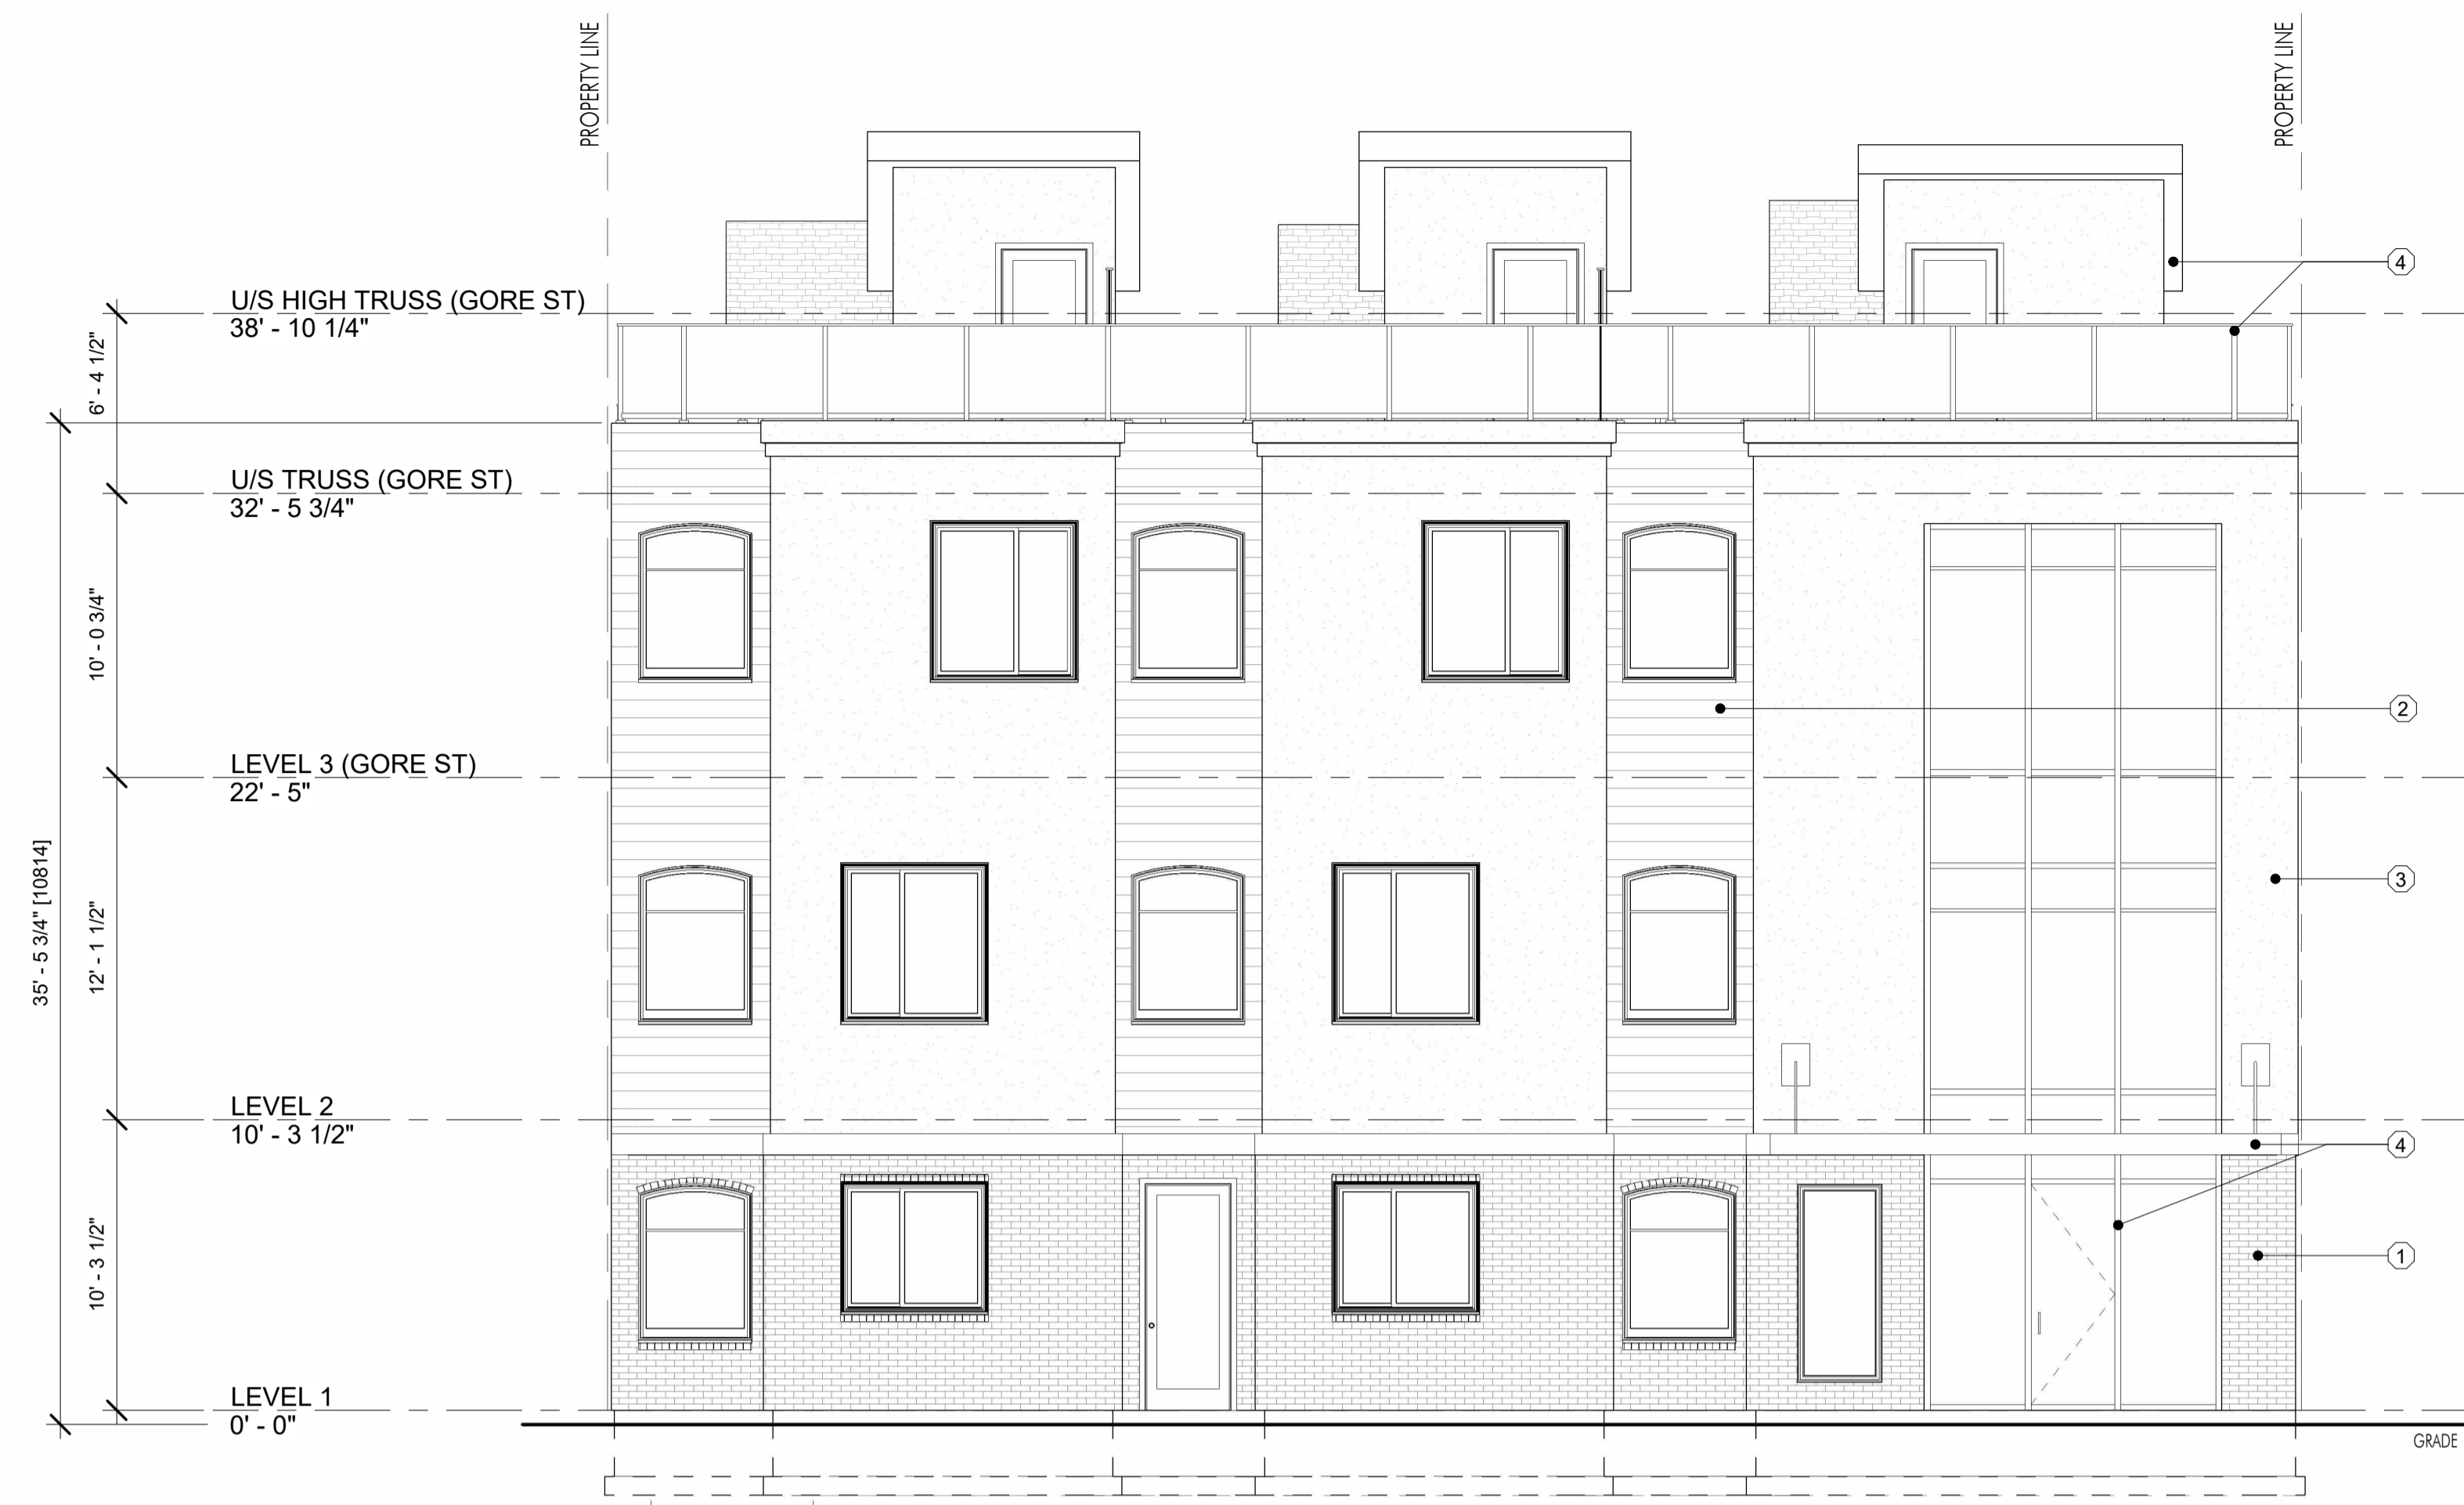 PROPERTY LINE
PROPERTY LINE
4
U/S HIGH TRUSS (GORE ST)
38' - 10 1/4"
6' - 4 1/2"
U/S TRUSS (GORE ST)
32' - 5 3/4"
10' - 0 3/4"
2
LEVEL 3 (GORE ST)
22' - 5"
3
35' - 5 3/4" [10814]
12' - 1 1/2"
LEVEL 2
10' - 3 1/2"
4
10' - 3 1/2"
1
LEVEL 1
0' - 0"
GRADE